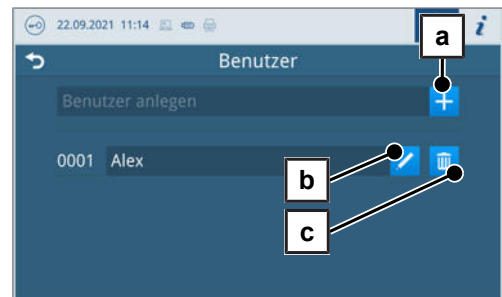 22.09.2021 11:14
i
a
Benutzer
Benutzer anlegen
0001 Alex
b
c